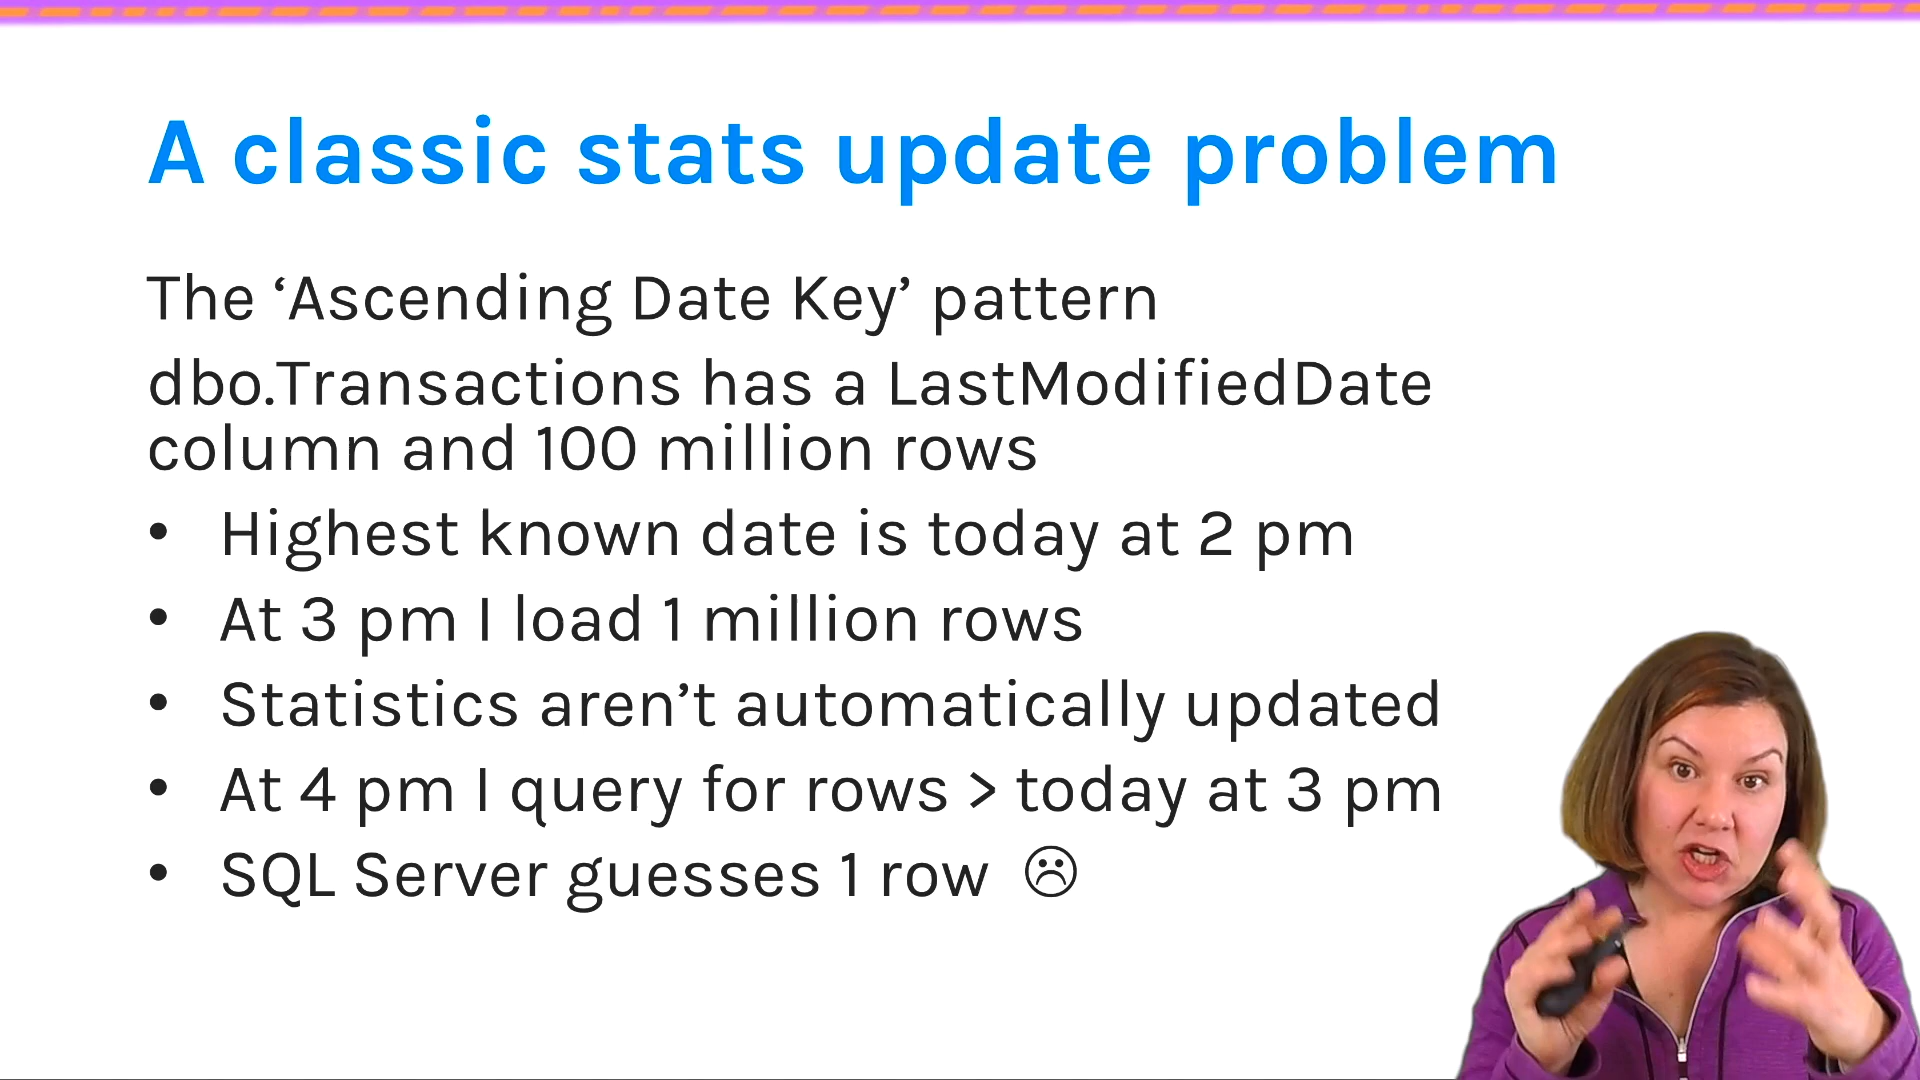 A classic stats update problem
The ‘Ascending Date Key’ pattern
dbo.Transactions has a LastModifiedDate
column and 100 million rows
• Highest known date is today at 2 pm
• At 3 pm I load 1 million rows
• Statistics aren’t automatically updated
• At 4 pm I query for rows > today at 3 pm
• SQL Server guesses 1 row ☹